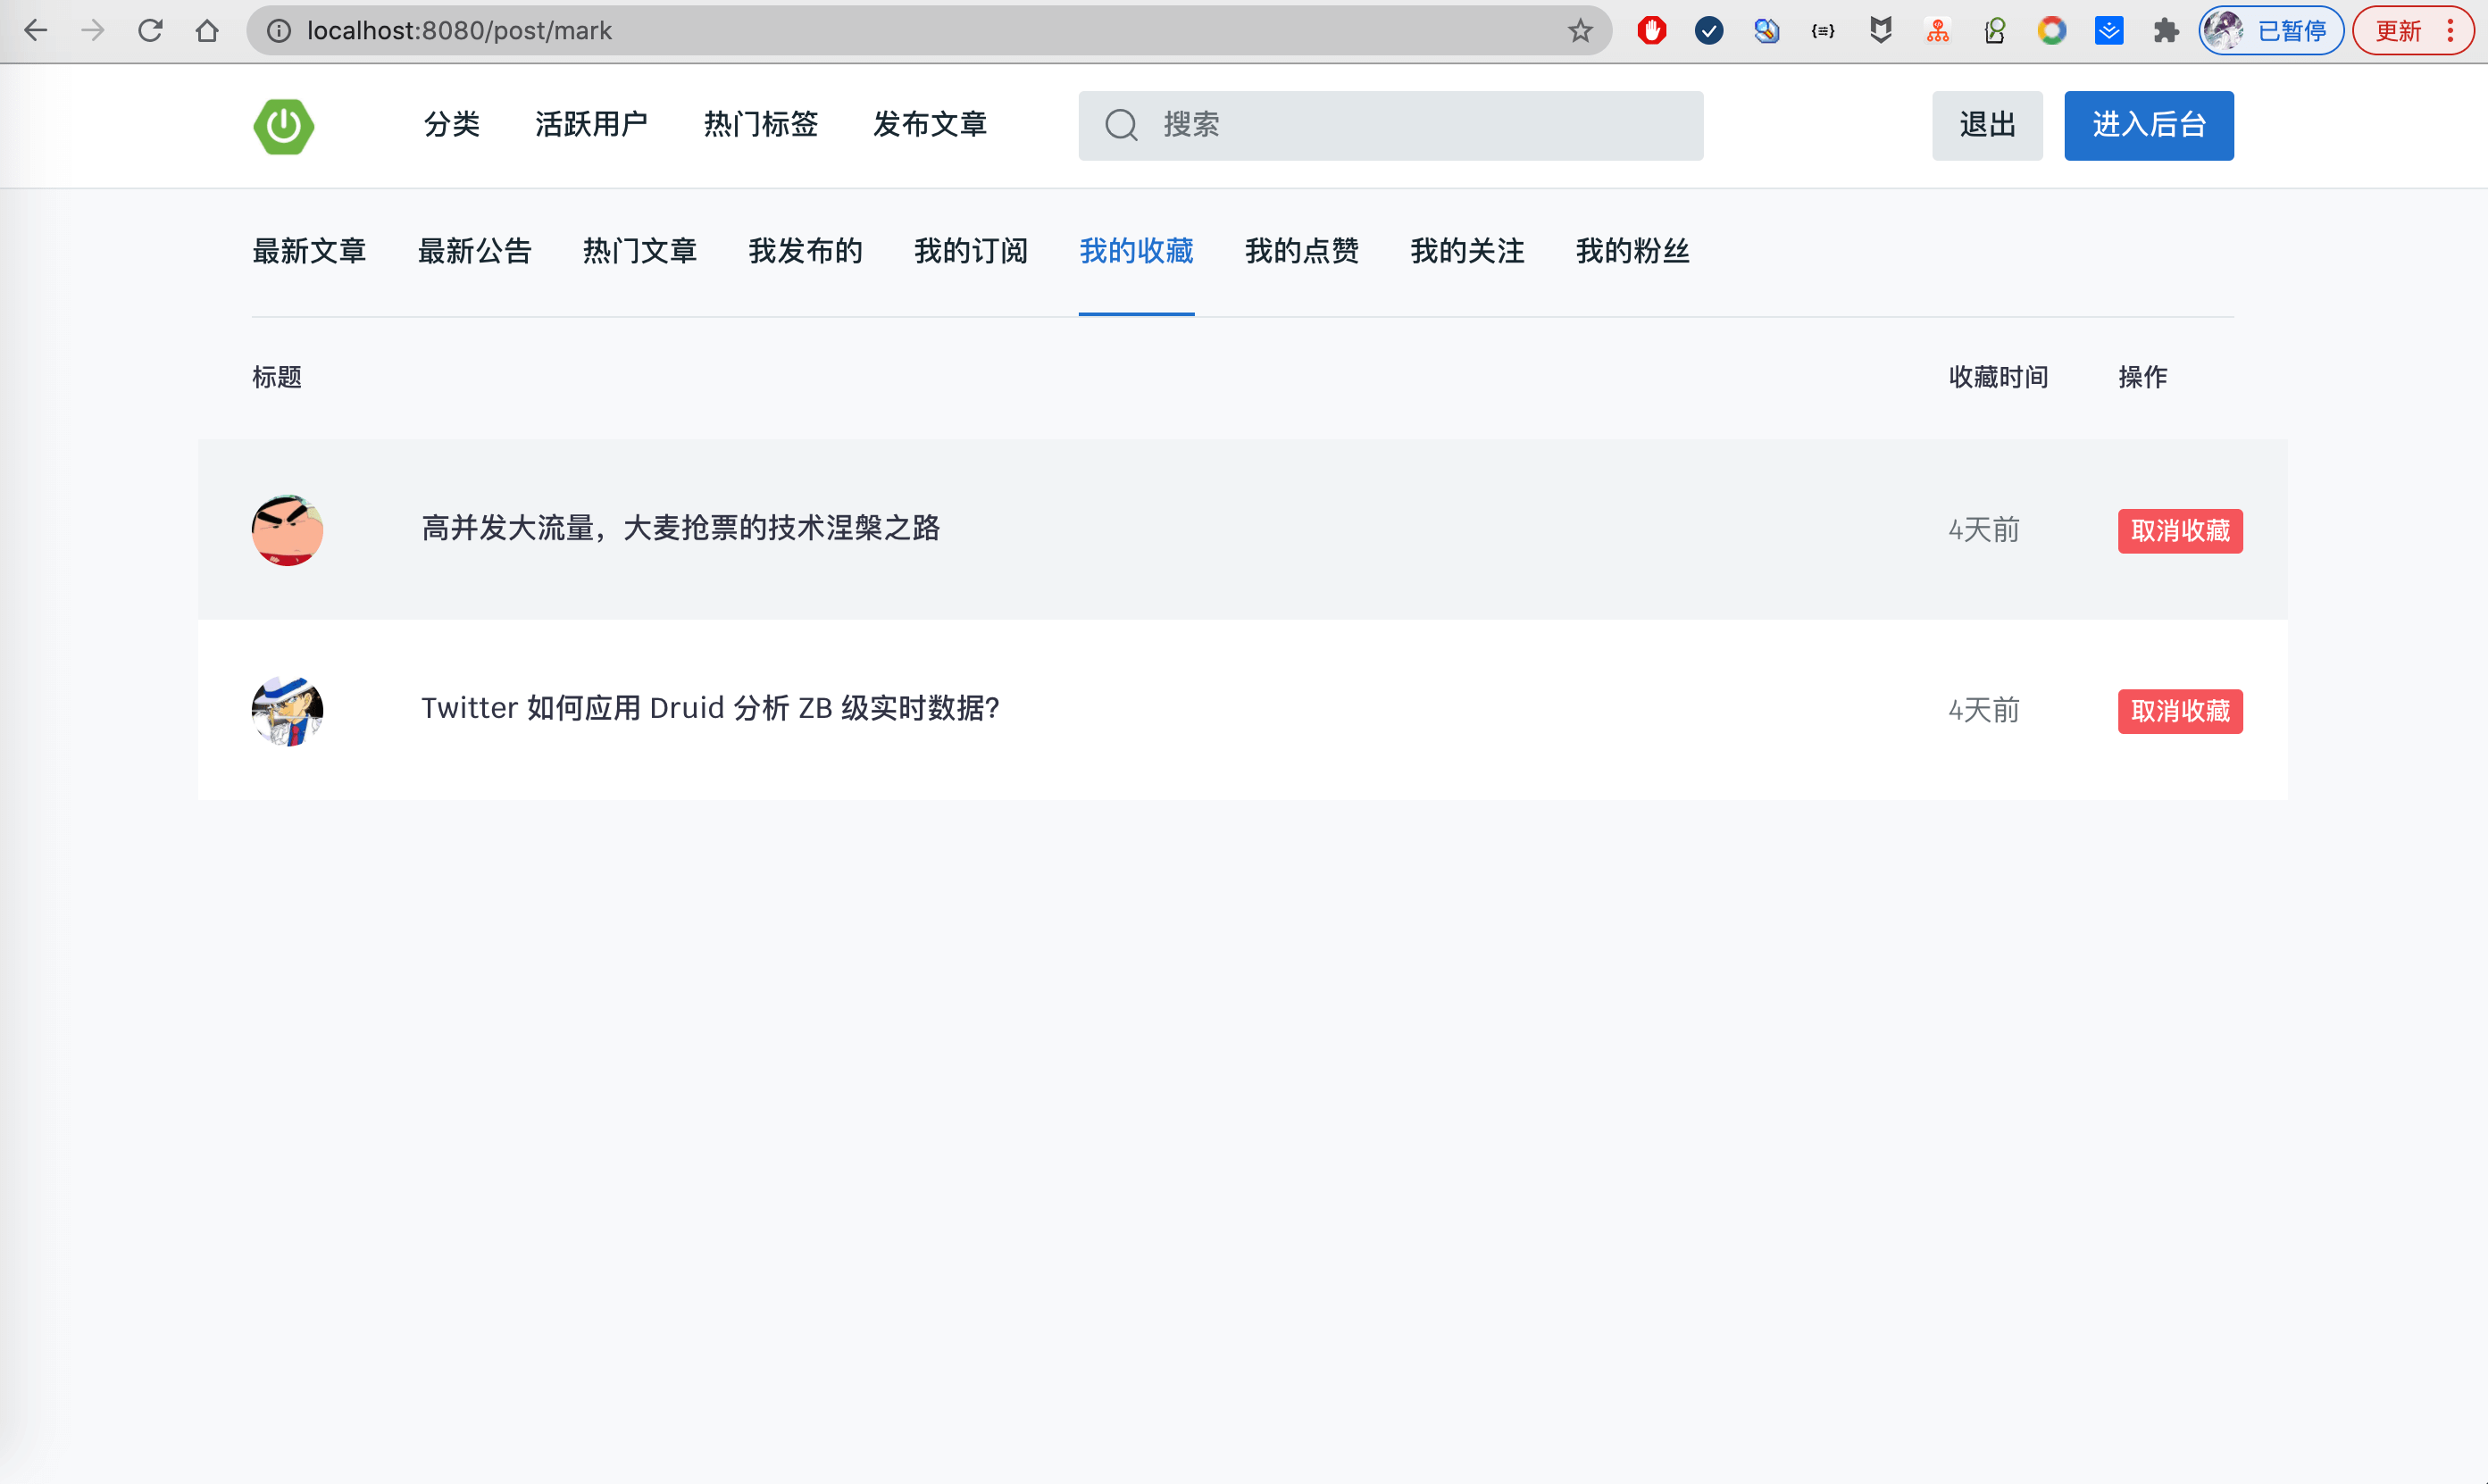 localhost:8080/post/mark
已暂停
更新
分类 活跃用户 热门标签 发布文章 搜索 退出 进入后台
最新文章 最新公告 热门文章 我发布的 我的订阅 我的收藏 我的点赞 我的关注 我的粉丝
标题 收藏时间 操作
高并发大流量，大麦抢票的技术涅槃之路 4天前 取消收藏
Twitter 如何应用 Druid 分析 ZB 级实时数据? 4天前 取消收藏